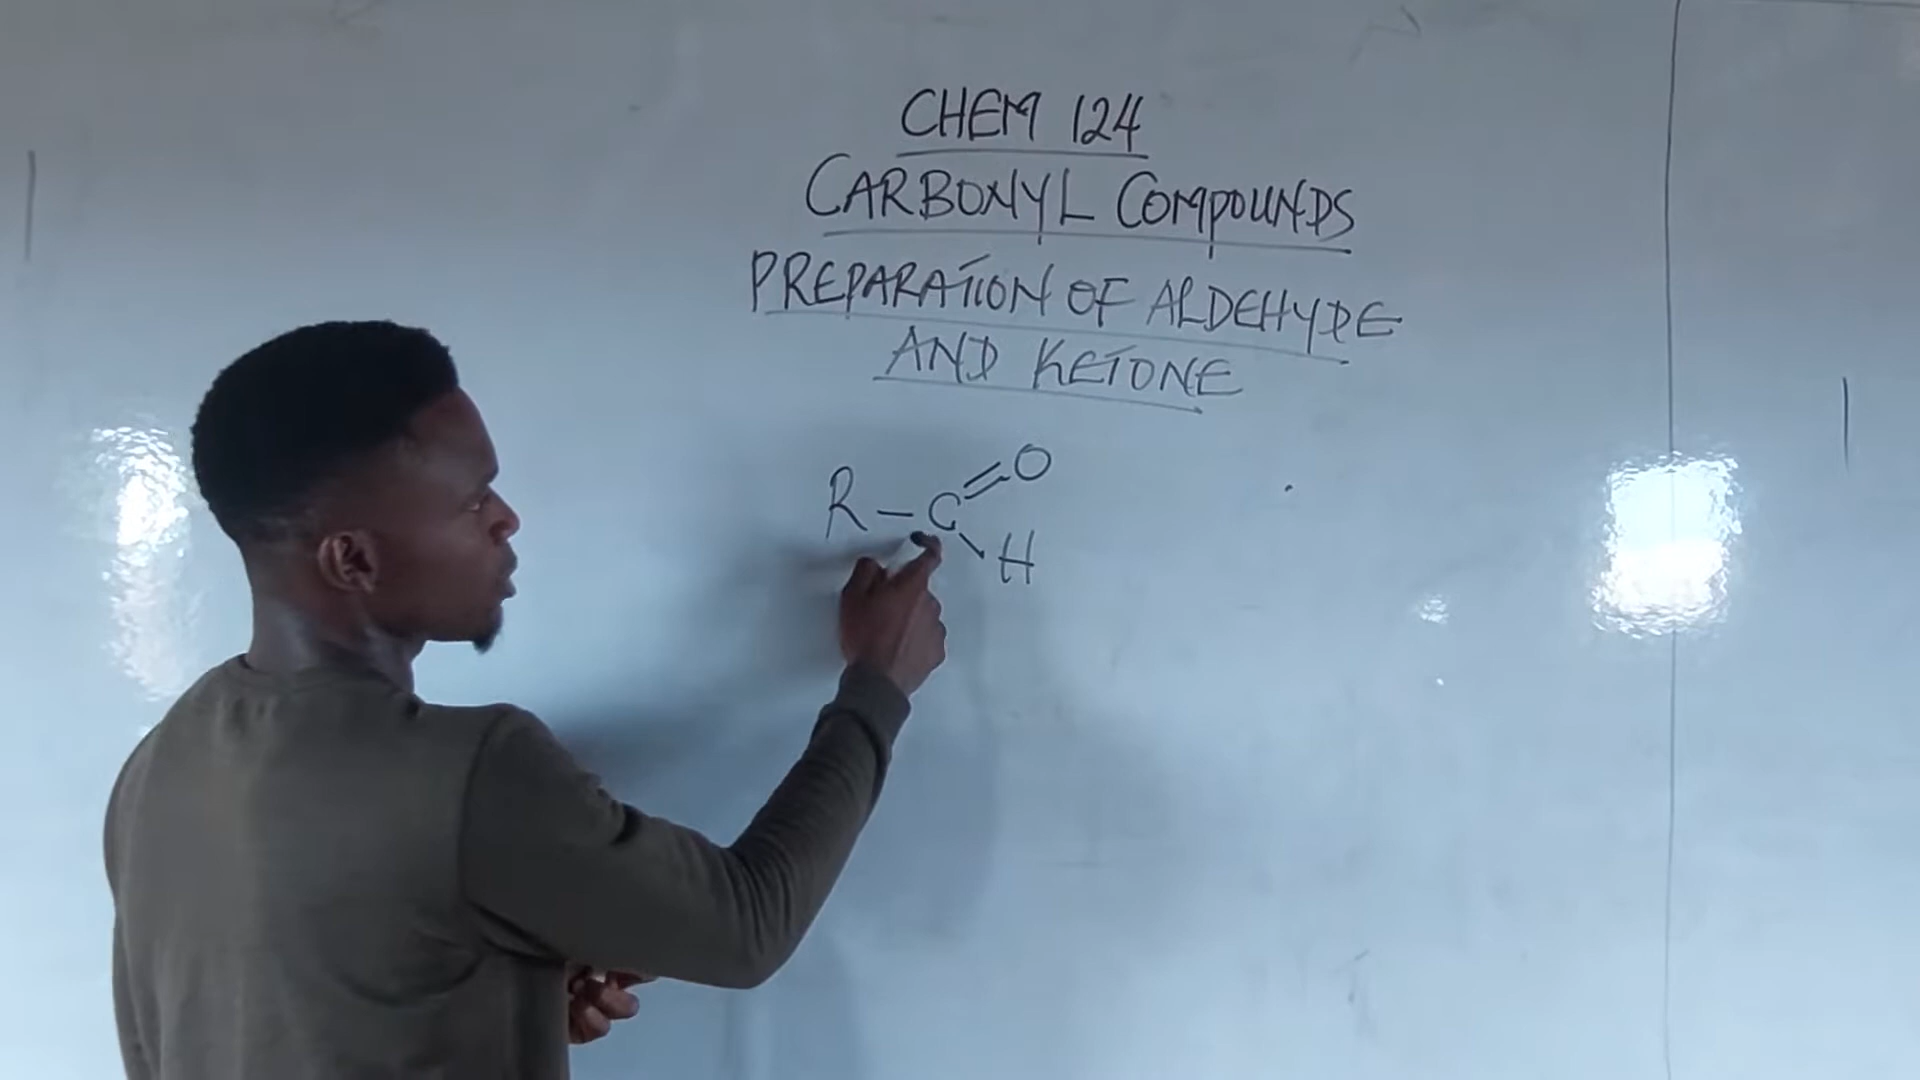 CHEM 124
CARBONYL COMPOUNDS
PREPARATION OF ALDEHYDE
AND KETONE
R-C=O
H